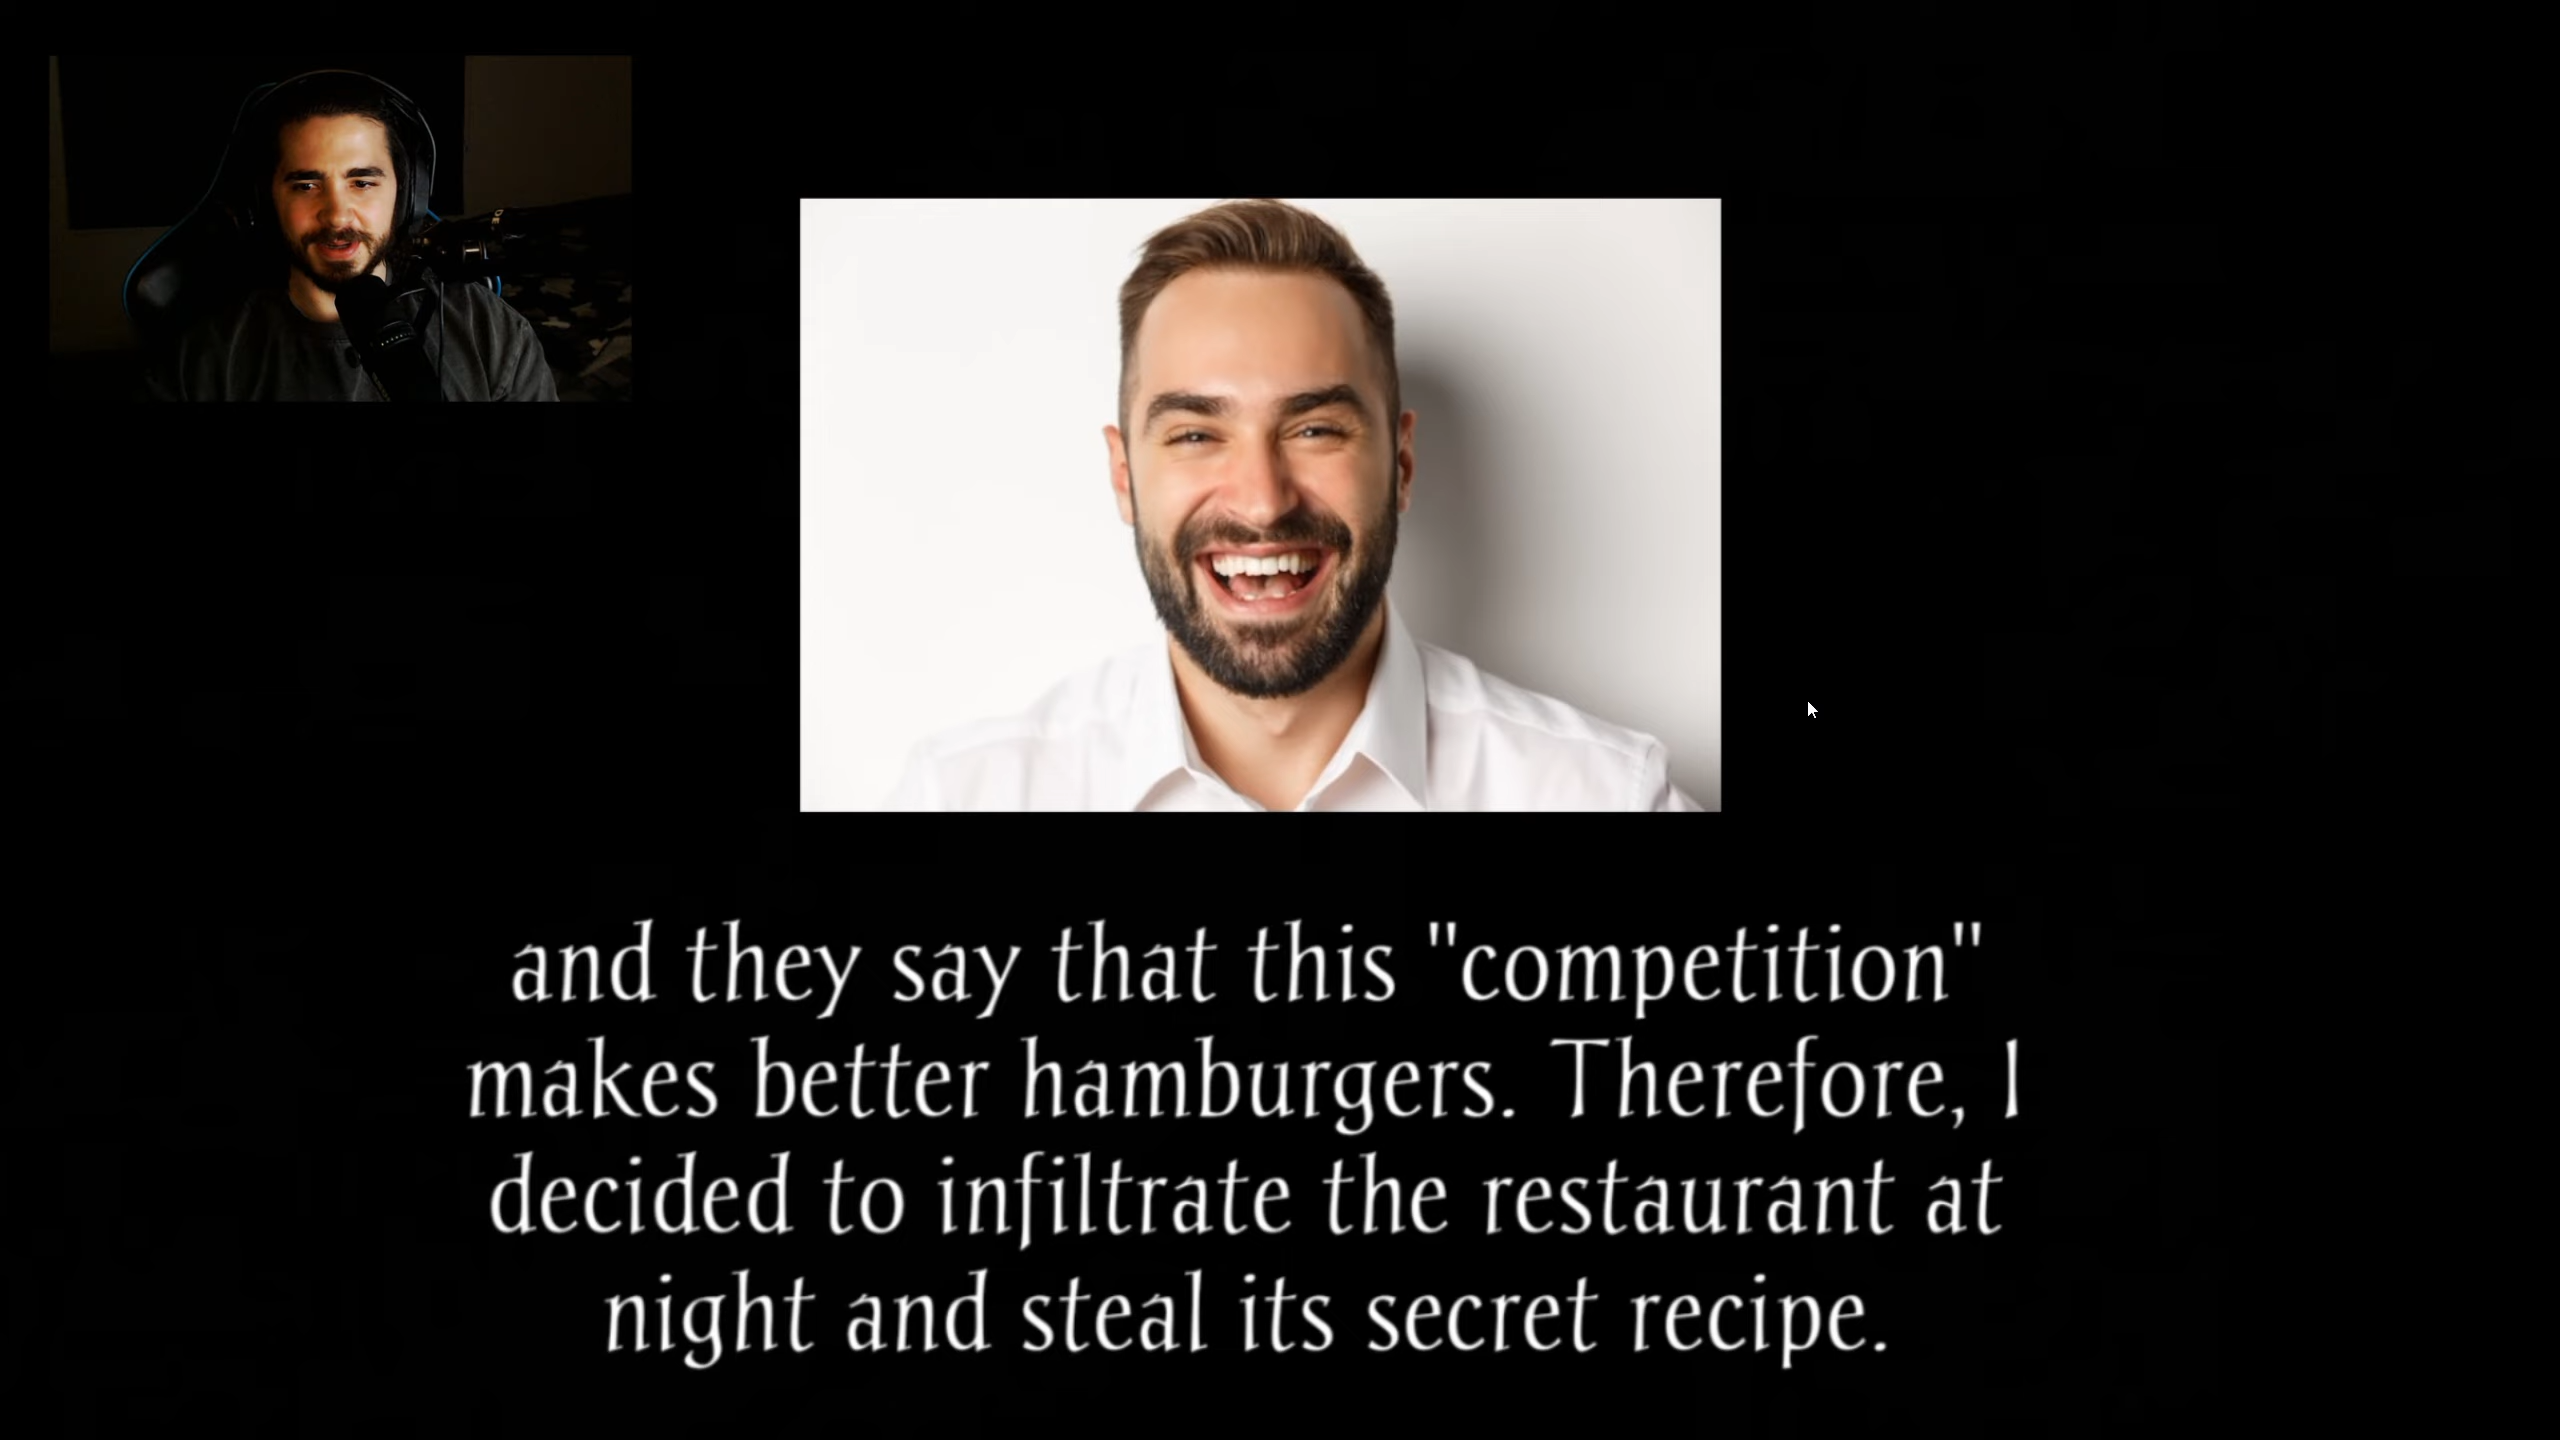 and they say that this "competition"
makes better hamburgers. Therefore, I
decided to infiltrate the restaurant at
night and steal its secret recipe.